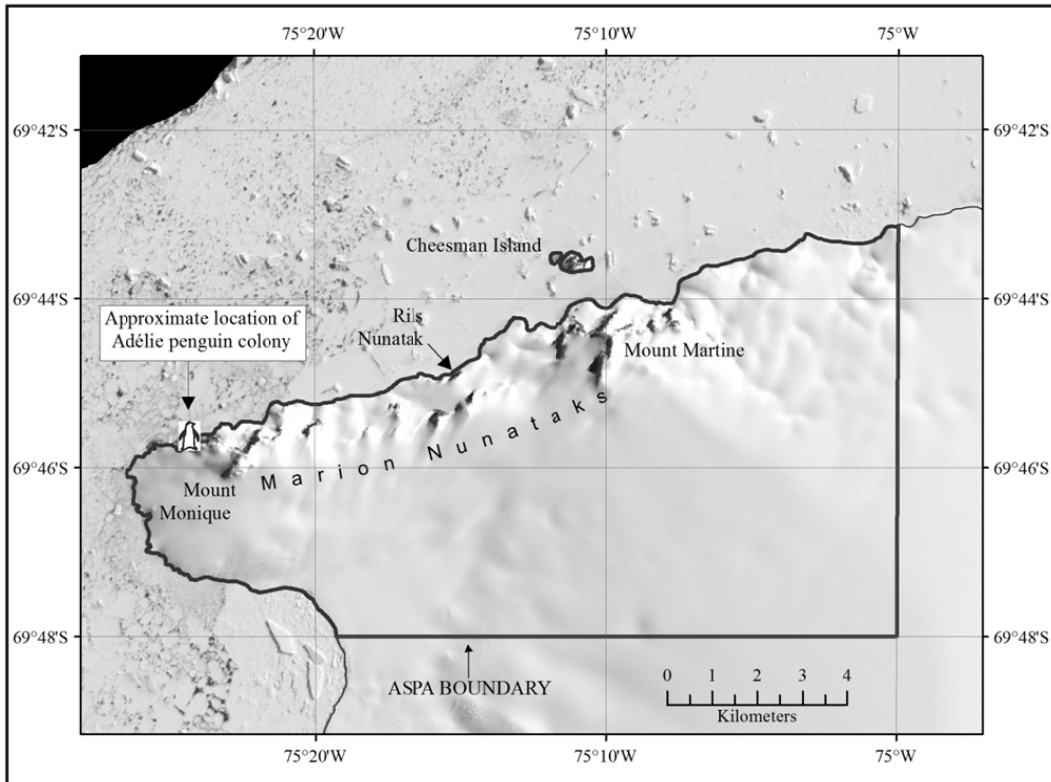 75°20'W
75°10'W
75°W
69°42'S
69°42'S
Cheesman Island
69°44'S
69°44'S
Approximate location of
Adélie penguin colony
Rils
Nunatak
Mount Martine
Marion Nunataks
69°46'S
69°46'S
Mount
Monique
69°48'S
69°48'S
ASPA BOUNDARY
0 1 2 3 4
Kilometers
75°20'W
75°10'W
75°W